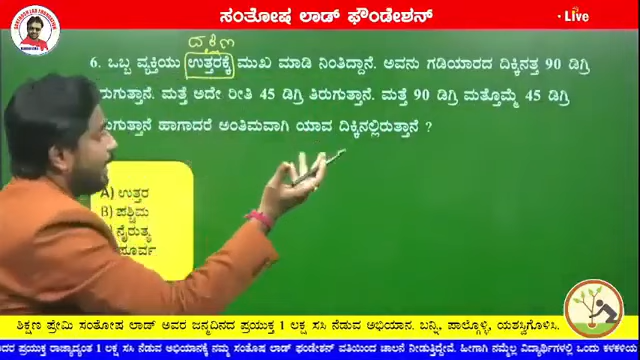 ಸಂತೋಷ ಲಾಡ್ ಫೌಂಡೇಶನ್
Live
ದಕ್ಷಿಣ
6. ಒಬ್ಬ ವ್ಯಕ್ತಿಯು ಉತ್ತರಕ್ಕೆ ಮುಖ ಮಾಡಿ ನಿಂತಿದ್ದಾನೆ. ಅವನು ಗಡಿಯಾರದ ದಿಕ್ಕಿನತ್ತ 90 ಡಿಗ್ರಿ
ರುಗುತ್ತಾನೆ. ಮತ್ತೆ ಅದೇ ರೀತಿ 45 ಡಿಗ್ರಿ ತಿರುಗುತ್ತಾನೆ. ಮತ್ತೆ 90 ಡಿಗ್ರಿ ಮತ್ತೊಮ್ಮೆ 45 ಡಿಗ್ರಿ
ಗುತ್ತಾನೆ ಹಾಗಾದರೆ ಅಂತಿಮವಾಗಿ ಯಾವ ದಿಕ್ಕಿನಲ್ಲಿರುತ್ತಾನೆ ?
A) ಉತ್ತರ
B) ಪಶ್ಚಿಮ
ನೈರುತ್ಯ
ಪೂರ್ವ
ಶಿಕ್ಷಣ ಪ್ರೇಮಿ ಸಂತೋಷ ಲಾಡ್ ಅವರ ಜನ್ಮದಿನದ ಪ್ರಯುಕ್ತ 1 ಲಕ್ಷ ಸಸಿ ನೆಡುವ ಅಭಿಯಾನ. ಬನ್ನಿ, ಪಾಲ್ಗೊಳ್ಳಿ, ಯಶಸ್ವಿಗೊಳಿಸಿ.
ಪ್ರಯುಕ್ತ ರಾಜ್ಯಾದ್ಯಂತ 1 ಲಕ್ಷ ಸಸಿ ನೆಡುವ ಅಭಿಯಾನಕ್ಕೆ ನಮ್ಮ ಸಂತೋಷ ಲಾಡ್ ಫಂಡೇಶನ್ ವತಿಯಿಂದ ಚಾಲನೆ ನೀಡುತ್ತಿದ್ದೇವೆ. ಹೀಗಾಗಿ ನಮ್ಮೆಲ್ಲ ವಿದ್ಯಾರ್ಥಿಗಳಲ್ಲಿ ಒಂದು ಕಳಕಳಿಯ